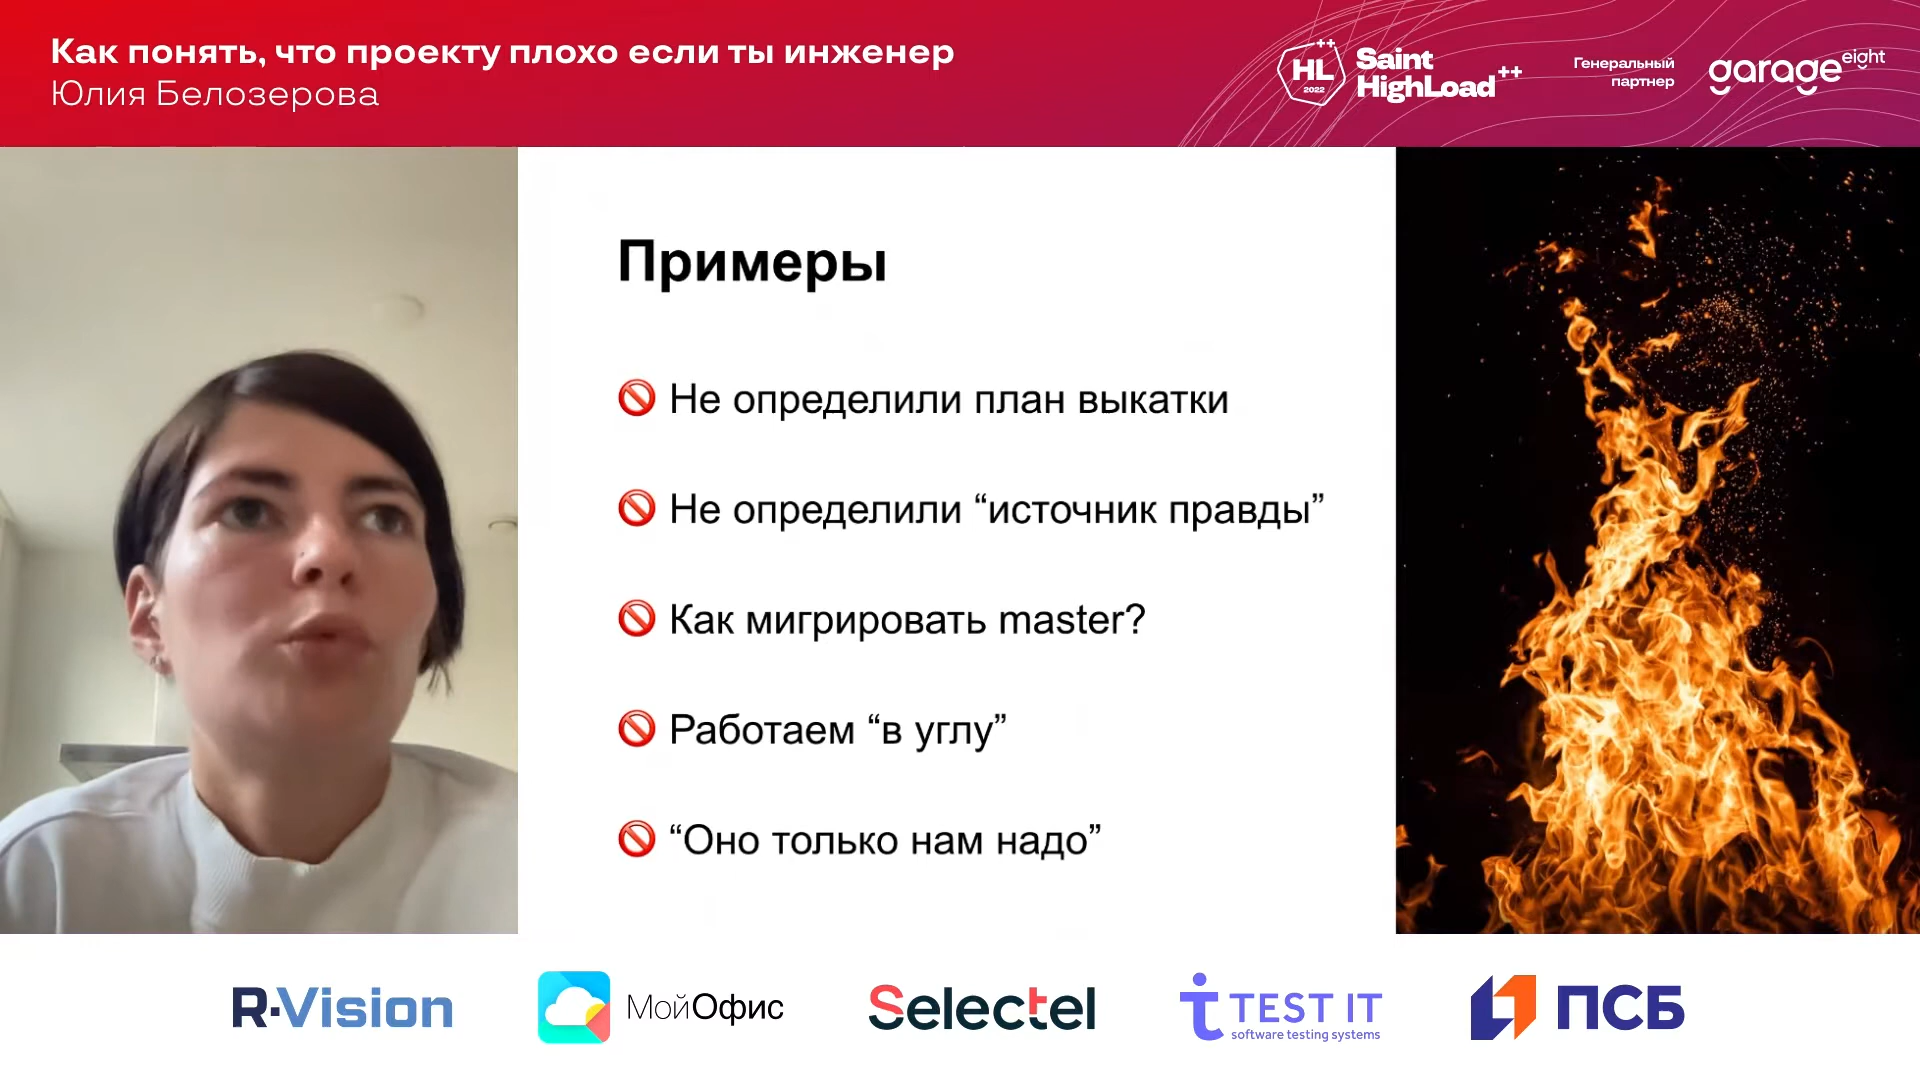 Как понять, что проекту плохо если ты инженер
Юлия Белозерова
HL++
2022
Saint
HighLoad++
Генеральный
партнер
garage eight
Примеры
🚫 Не определили план выкатки
🚫 Не определили “источник правды”
🚫 Как мигрировать master?
🚫 Работаем “в углу”
🚫 “Оно только нам надо”
R·Vision
МойОфис
Selectel
TEST IT
software testing systems
ПСБ